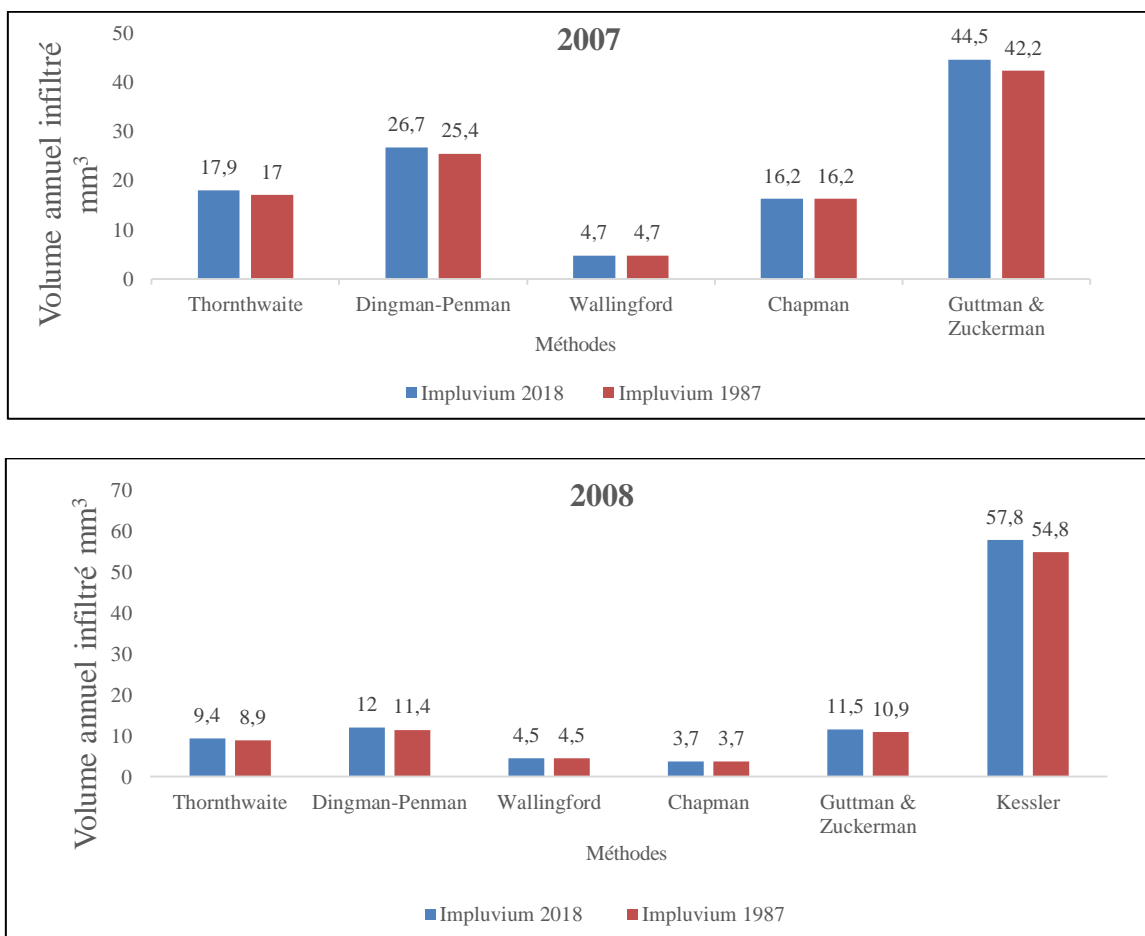 2007
Volume annuel infiltré
mm³
50
40
30
20
10
0
17,9
17
26,7
25,4
4,7
4,7
16,2
16,2
44,5
42,2
Thornthwaite
Dingman-Penman
Wallingford
Chapman
Guttman &
Zuckerman
Méthodes
Impluvium 2018
Impluvium 1987
2008
Volume annuel infiltré mm³
70
60
50
40
30
20
10
0
9,4
8,9
12
11,4
4,5
4,5
3,7
3,7
11,5
10,9
57,8
54,8
Thornthwaite
Dingman-Penman
Wallingford
Chapman
Guttman &
Zuckerman
Kessler
Méthodes
Impluvium 2018
Impluvium 1987